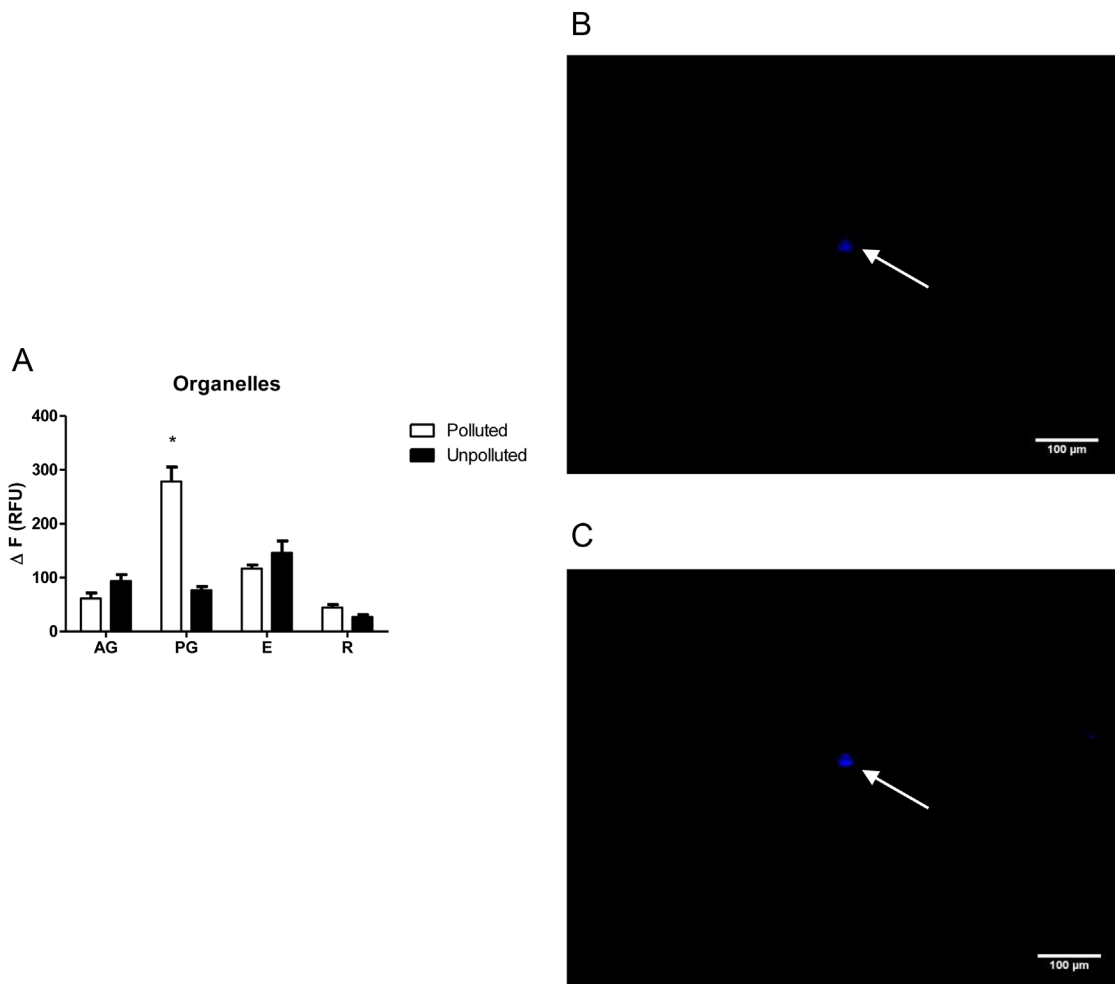 A
Organelles
400
300
200
100
0
Δ F (RFU)
*
AG PG E R
Polluted
Unpolluted
B
100 µm
C
100 µm